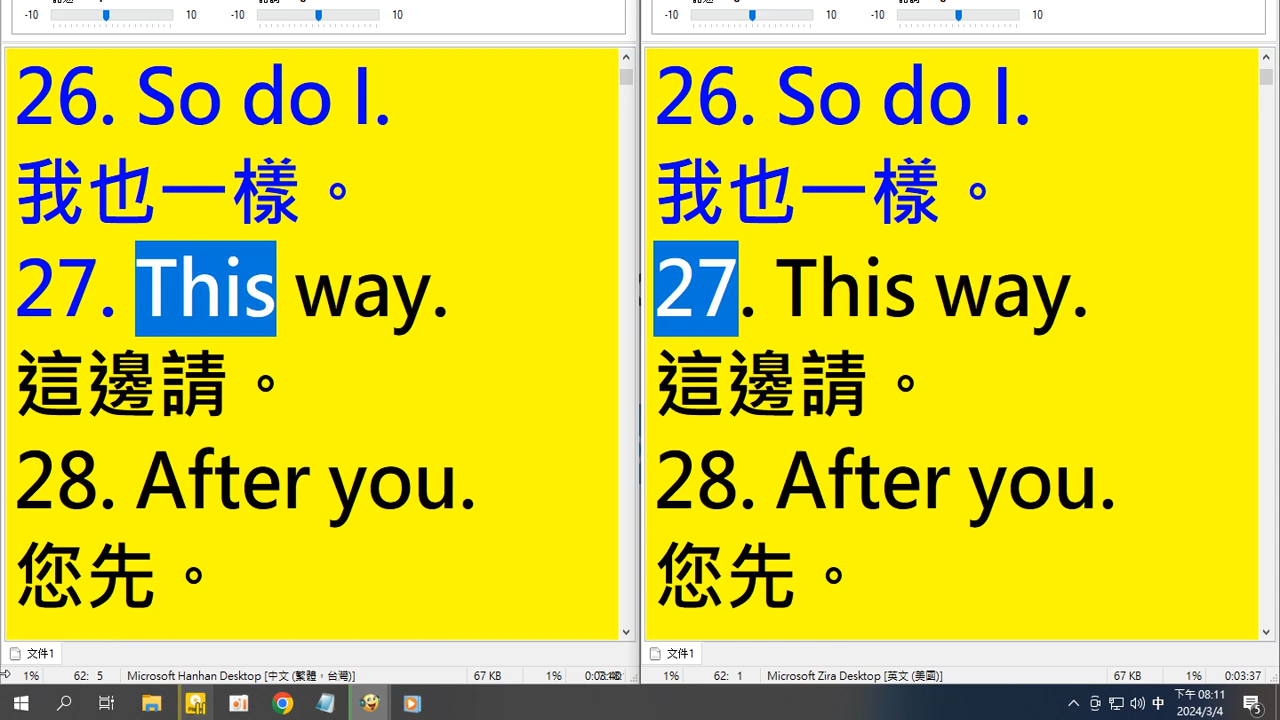 -10 10 -10 10
-10 10 -10 10
26. So do I.
我也一樣。
27. This way.
這邊請。
28. After you.
您先。
26. So do I.
我也一樣。
27. This way.
這邊請。
28. After you.
您先。
文件1
文件1
1% 62: 5 Microsoft Hanhan Desktop [中文 (繁體，台灣)] 67 KB 1%
1% 62: 1 Microsoft Zira Desktop [英文 (美國)] 67 KB 1% 0:03:37
中 下午 08:11
2024/3/4
5